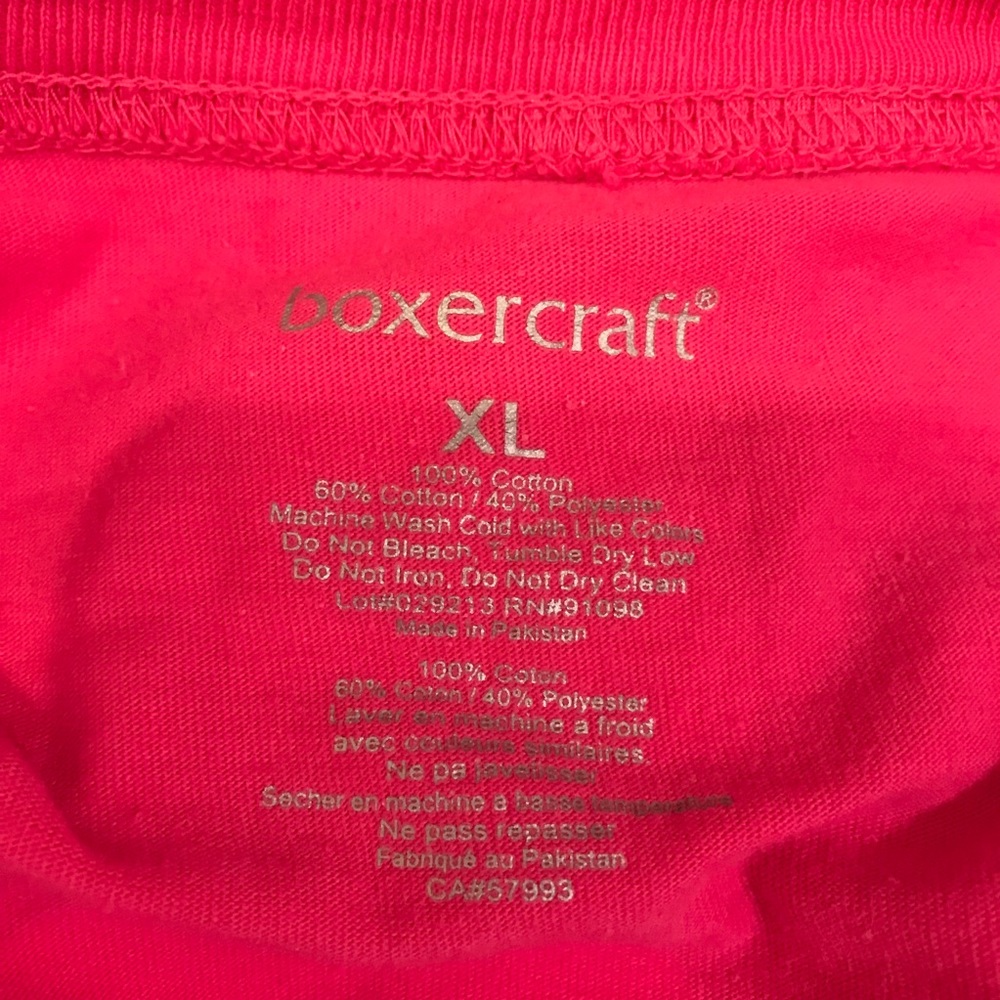 boxercraft®
XL
100% Cotton
60% Cotton / 40% Polyester
Machine Wash Cold with Like Colors
Do Not Bleach, Tumble Dry Low
Do Not Iron, Do Not Dry Clean
Lot#029213 RN#91098
Made in Pakistan
100% Coton
60% Coton / 40% Polyester
Laver en machine a froid
avec couleurs similaires.
Ne pa javalisser
Secher en machine a basse temperature
Ne pass repasser
Fabriqué au Pakistan
CA#57993